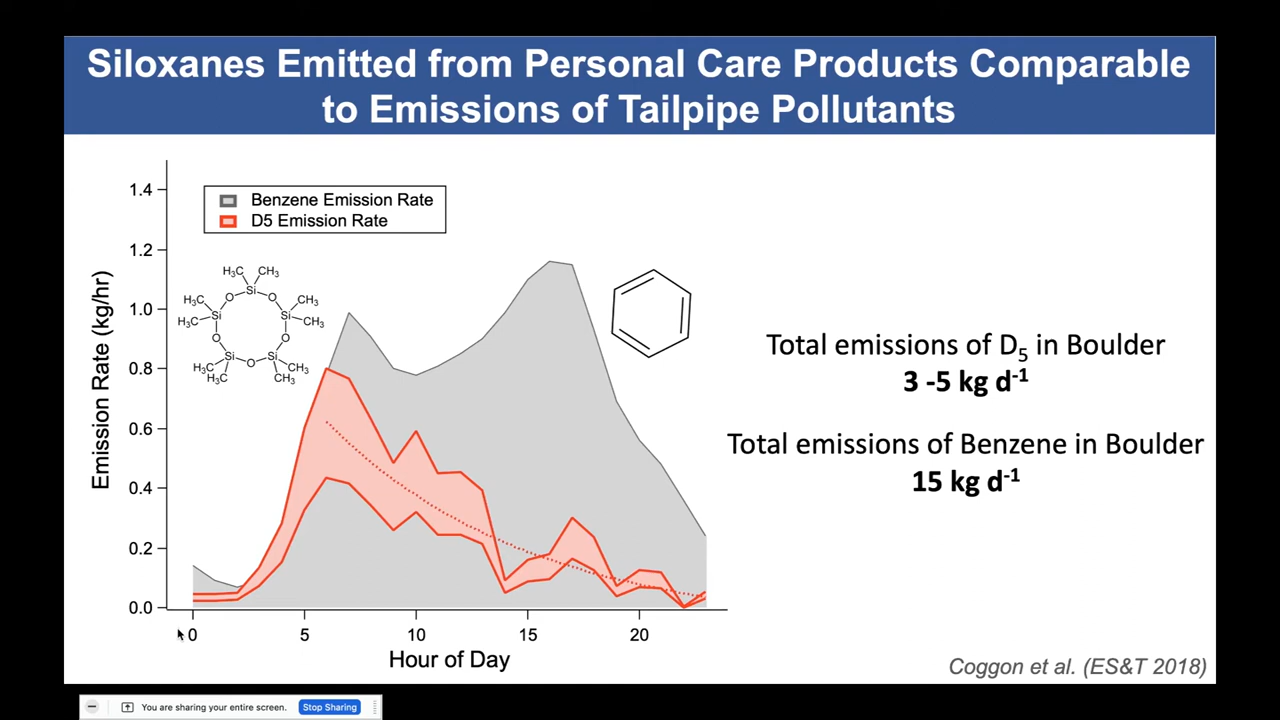 Siloxanes Emitted from Personal Care Products Comparable
to Emissions of Tailpipe Pollutants
1.4
1.2
1.0
0.8
0.6
0.4
0.2
0.0
Emission Rate (kg/hr)
Benzene Emission Rate
D5 Emission Rate
H₃C CH₃
Si
O O
H₃C CH₃
Si Si
H₃C CH₃
O O
Si Si
H₃C CH₃
O
H₃C CH₃
0 5 10 15 20
Hour of Day
Total emissions of D₅ in Boulder
3 -5 kg d⁻¹
Total emissions of Benzene in Boulder
15 kg d⁻¹
Coggon et al. (ES&T 2018)
You are sharing your entire screen.
Stop Sharing